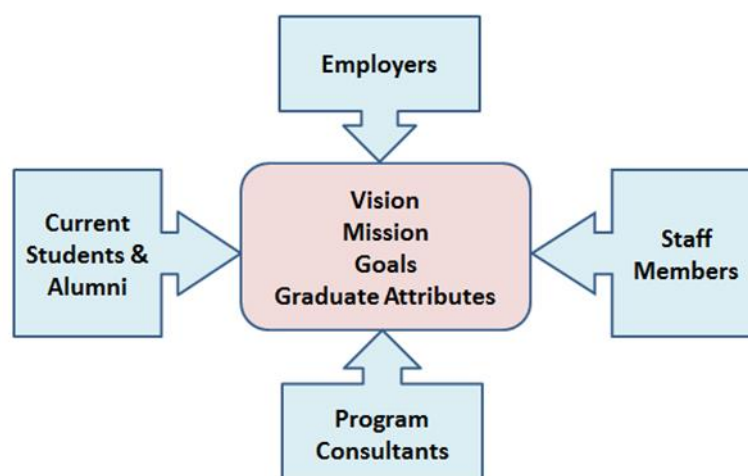 Employers
Current
Students &
Alumni
Vision
Mission
Goals
Graduate Attributes
Staff
Members
Program
Consultants